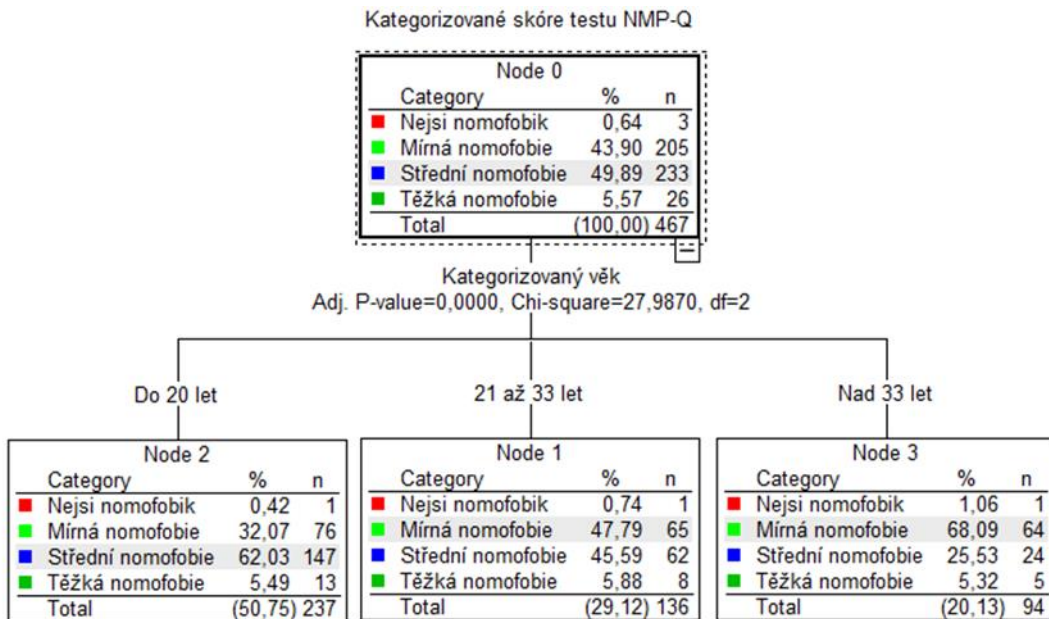 Kategorizované skóre testu NMP-Q
Node 0
Category % n
Nejsi nomofobik 0,64 3
Mírná nomofobie 43,90 205
Střední nomofobie 49,89 233
Těžká nomofobie 5,57 26
Total (100,00) 467
Kategorizovaný věk
Adj. P-value=0,0000, Chi-square=27,9870, df=2
Do 20 let
21 až 33 let
Nad 33 let
Node 2
Category % n
Nejsi nomofobik 0,42 1
Mírná nomofobie 32,07 76
Střední nomofobie 62,03 147
Těžká nomofobie 5,49 13
Total (50,75) 237
Node 1
Category % n
Nejsi nomofobik 0,74 1
Mírná nomofobie 47,79 65
Střední nomofobie 45,59 62
Těžká nomofobie 5,88 8
Total (29,12) 136
Node 3
Category % n
Nejsi nomofobik 1,06 1
Mírná nomofobie 68,09 64
Střední nomofobie 25,53 24
Těžká nomofobie 5,32 5
Total (20,13) 94